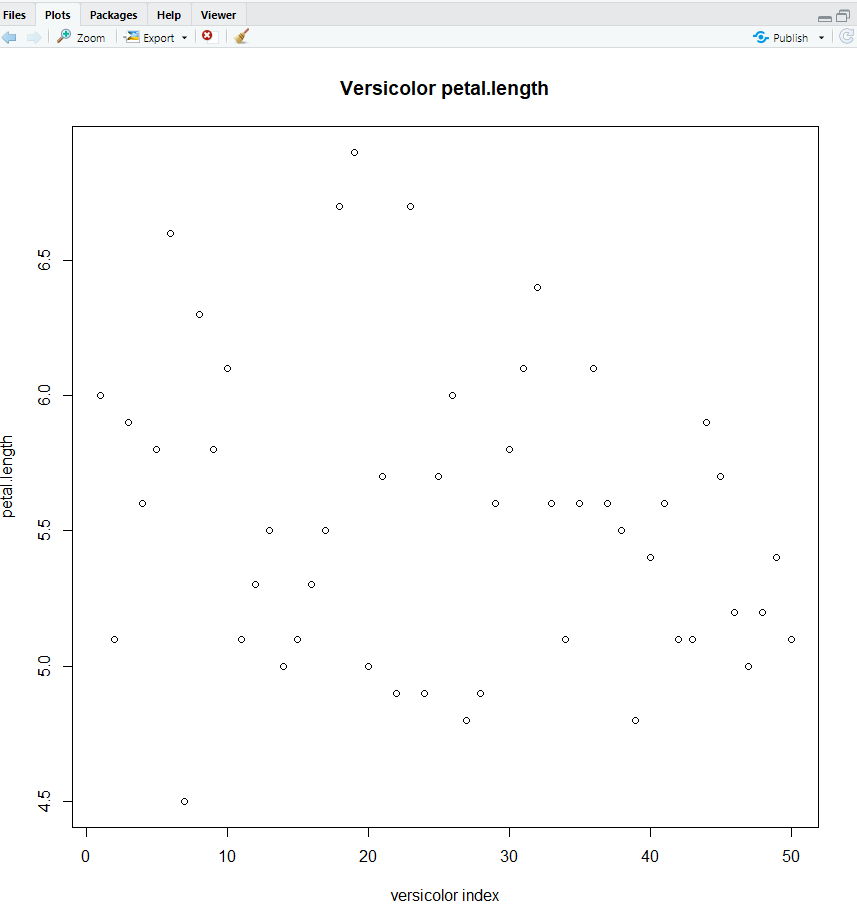 Files Plots Packages Help Viewer
Zoom Export Publish
Versicolor petal.length
petal.length
6.5
6.0
5.5
5.0
4.5
0 10 20 30 40 50
versicolor index